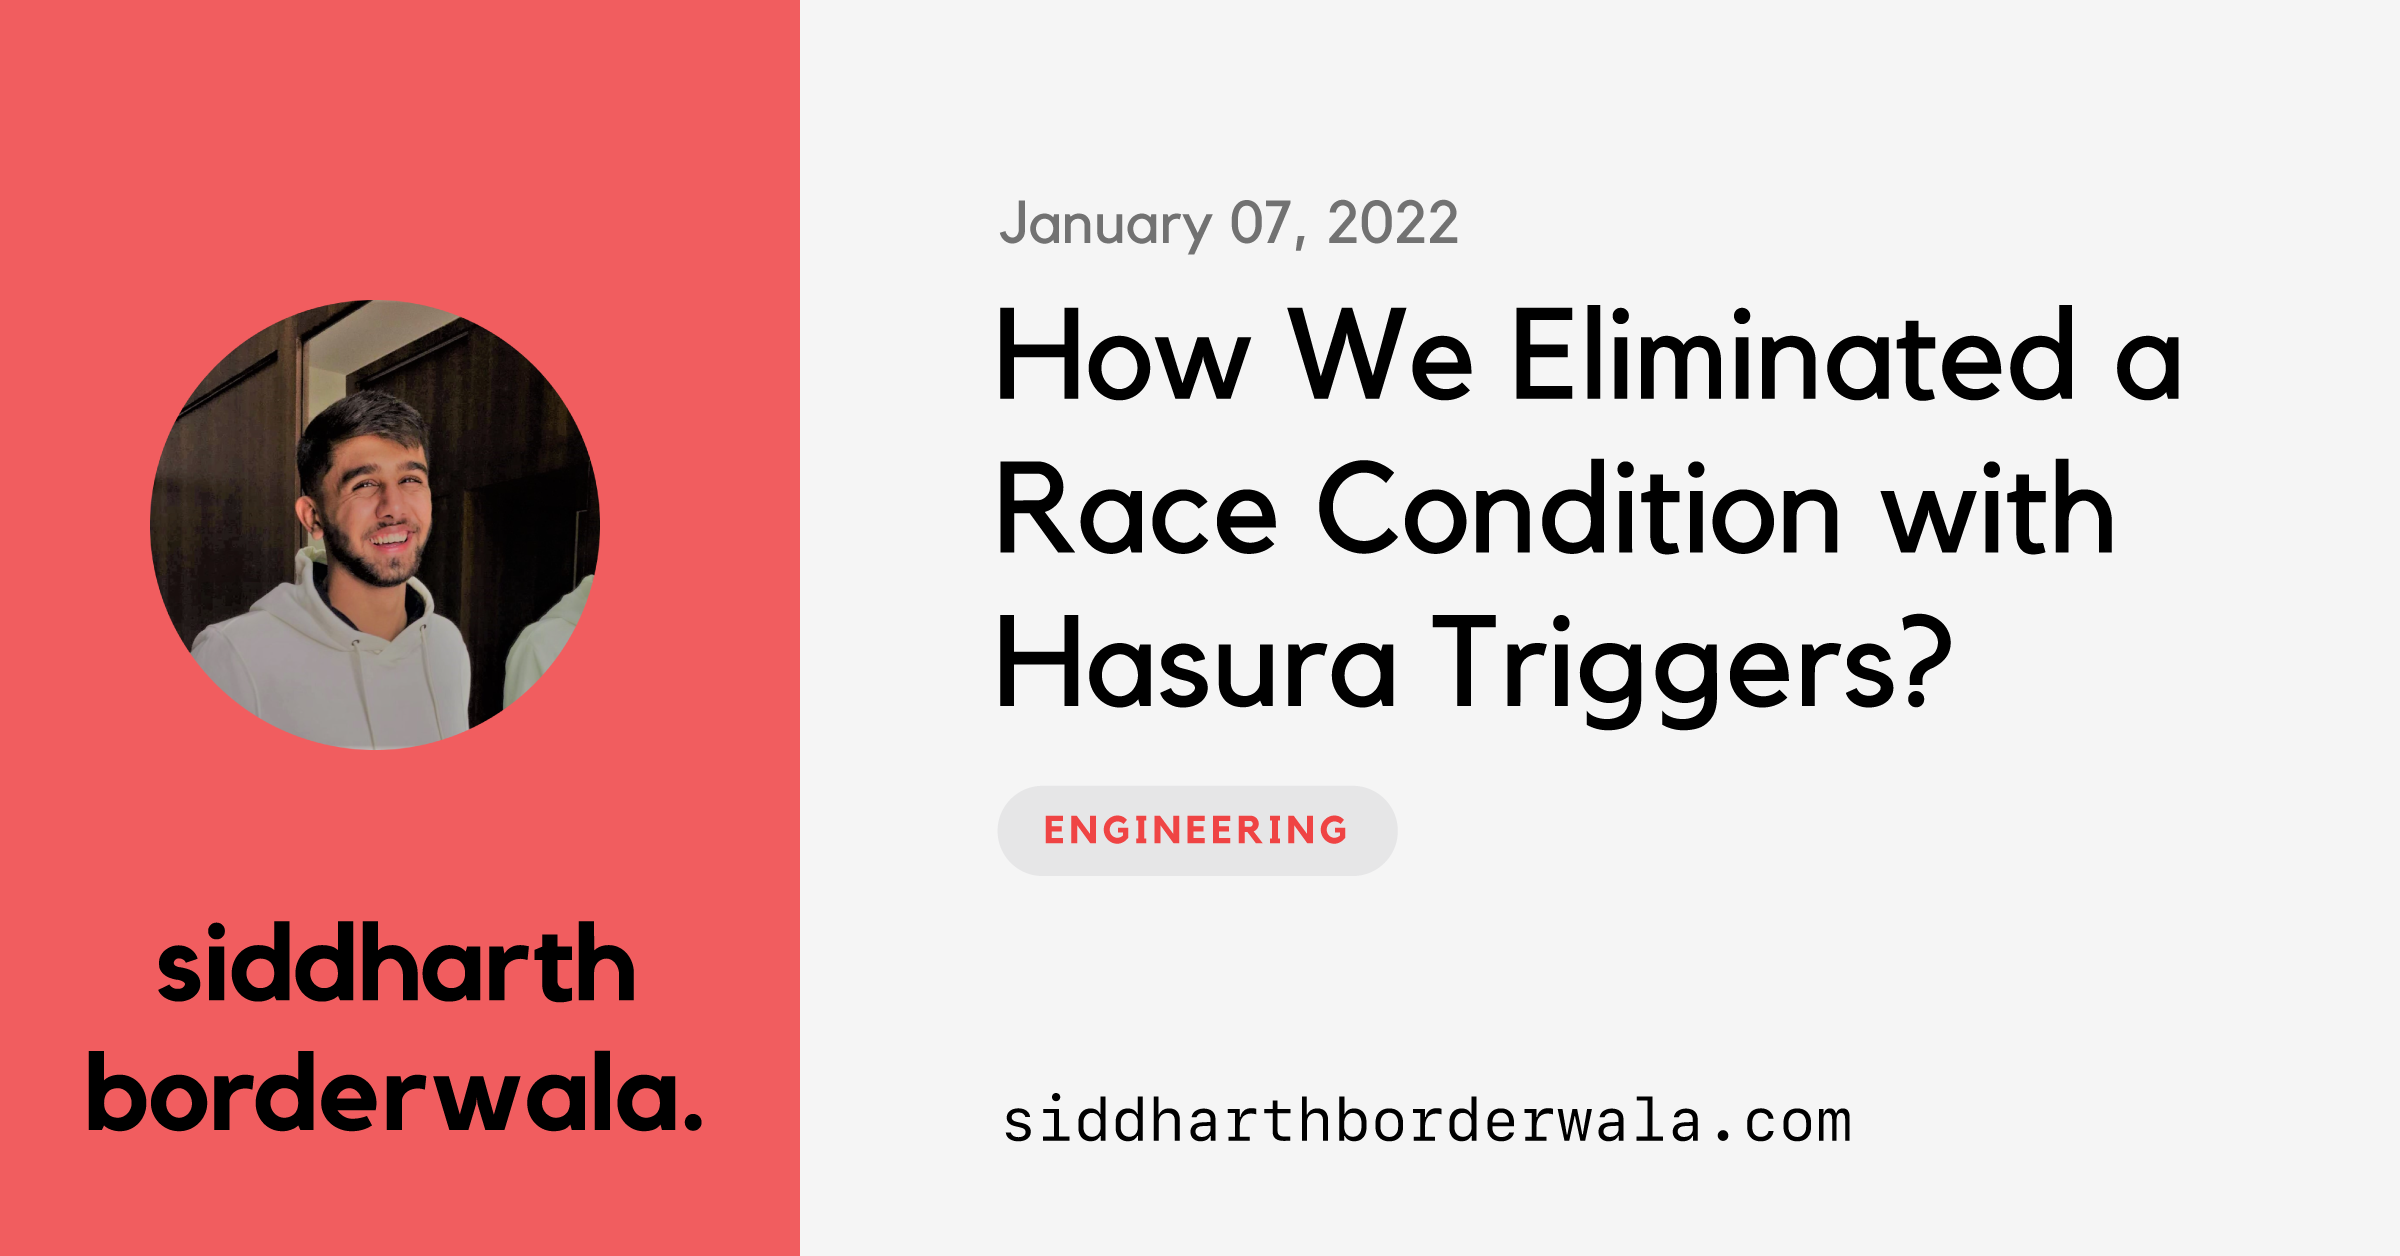 siddharth
borderwala.
January 07, 2022
How We Eliminated a
Race Condition with
Hasura Triggers?
ENGINEERING
siddharthborderwala.com